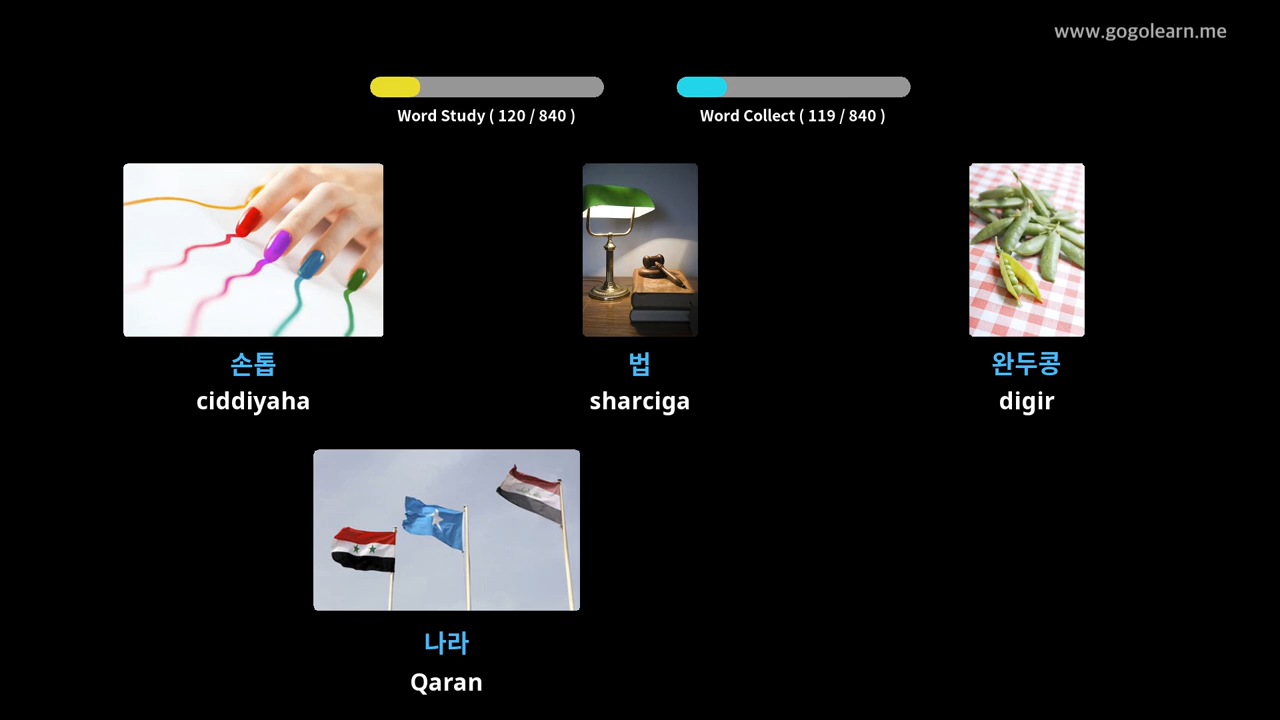 www.gogolearn.me
Word Study ( 120 / 840 )
Word Collect ( 119 / 840 )
손톱
ciddiyaha
법
sharciga
완두콩
digir
나라
Qaran